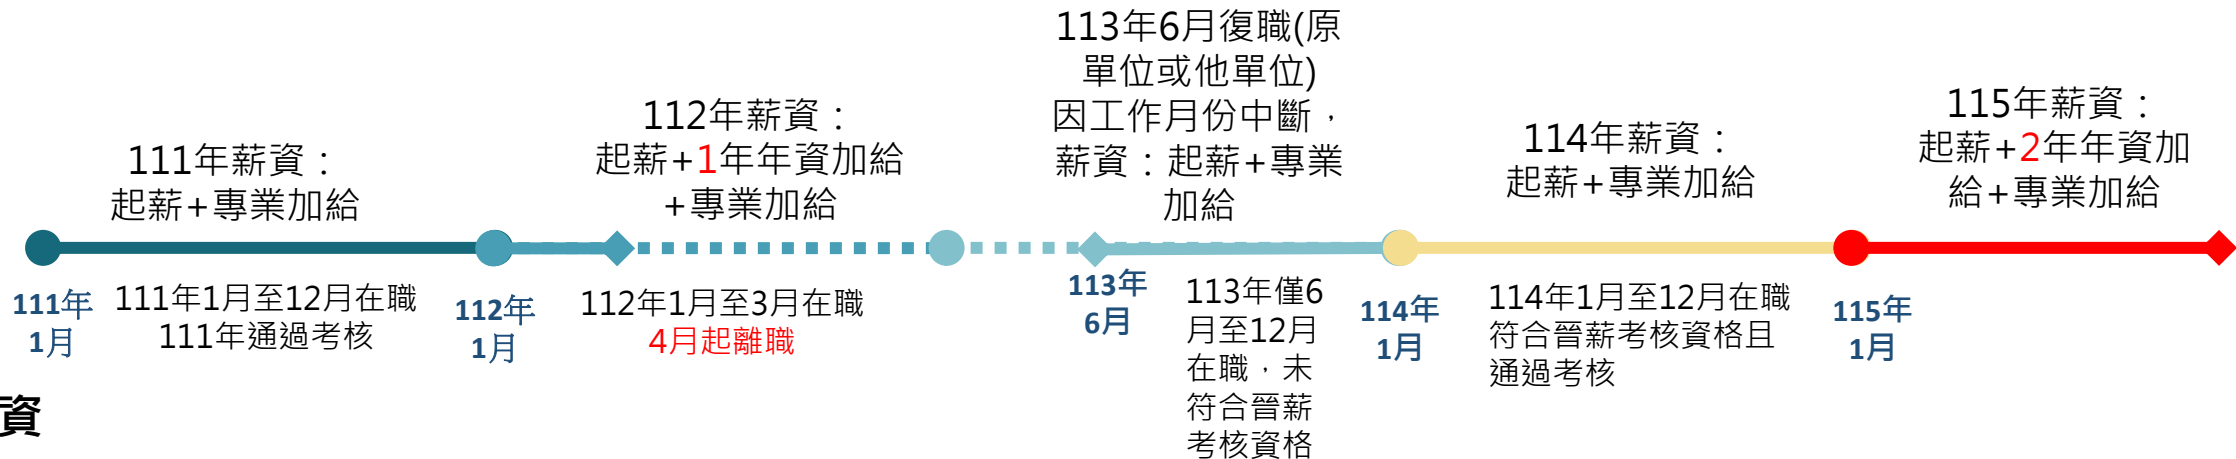 111年薪資：
起薪+專業加給
112年薪資：
起薪+1年年資加給
+專業加給
113年6月復職(原
單位或他單位)
因工作月份中斷，
薪資：起薪+專業
加給
114年薪資：
起薪+專業加給
115年薪資：
起薪+2年年資加
給+專業加給
111年
1月
111年1月至12月在職
111年通過考核
112年
1月
112年1月至3月在職
4月起離職
113年
6月
113年僅6
月至12月
在職，未
符合晉薪
考核資格
114年
1月
114年1月至12月在職
符合晉薪考核資格且
通過考核
115年
1月
資